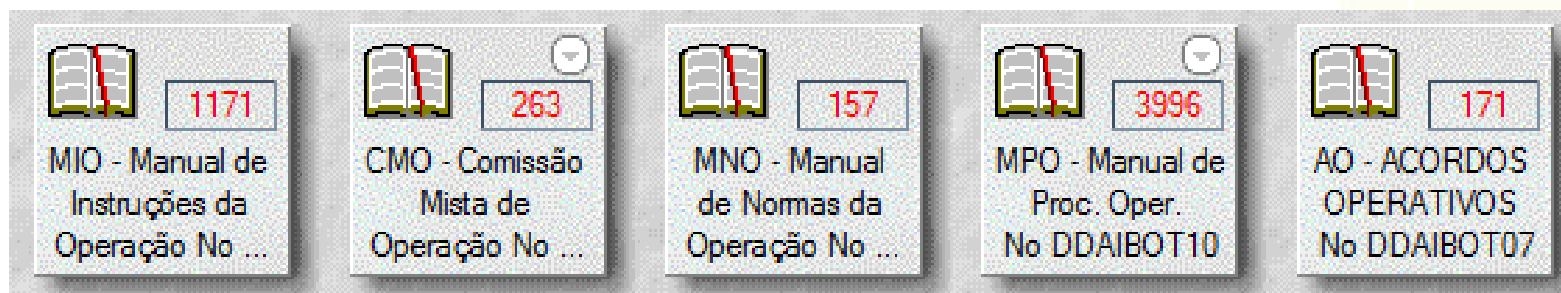 1171
MIO - Manual de
Instruções da
Operação No ...
263
CMO - Comissão
Mista de
Operação No ...
157
MNO - Manual
de Normas da
Operação No ...
3996
MPO - Manual de
Proc. Oper.
No DDAIBOT10
171
AO - ACORDOS
OPERATIVOS
No DDAIBOT07